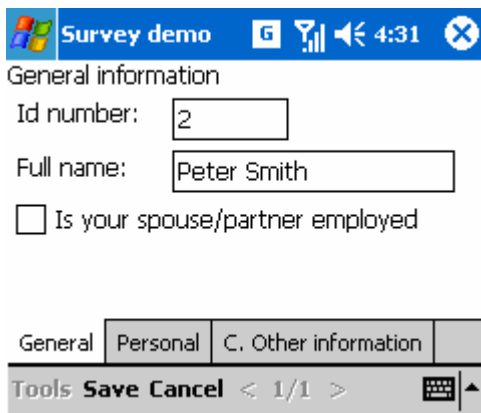 Survey demo G 4:31
General information
Id number: 2
Full name: Peter Smith
Is your spouse/partner employed
General Personal C. Other information
Tools Save Cancel < 1/1 >